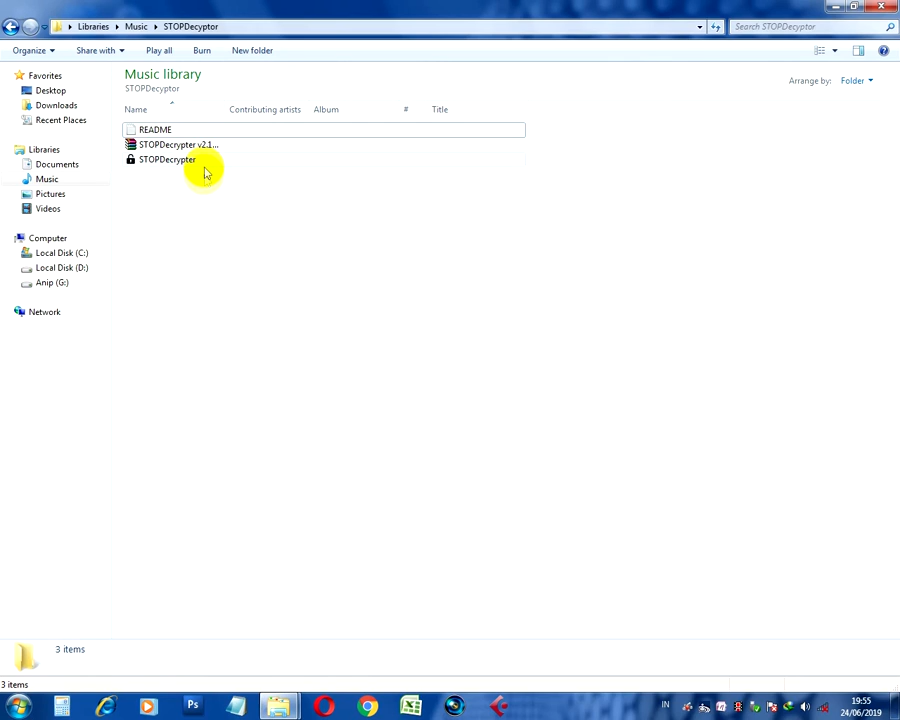 Libraries ▸ Music ▸ STOPDecyptor
Search STOPDecyptor
Organize Share with Play all Burn New folder
Favorites
Desktop
Downloads
Recent Places
Libraries
Documents
Music
Pictures
Videos
Computer
Local Disk (C:)
Local Disk (D:)
Anip (G:)
Network
Music library
STOPDecyptor
Arrange by: Folder
Name Contributing artists Album # Title
README
STOPDecrypter v2.1...
STOPDecrypter
3 items
3 items
Ps
IN
19:55
24/06/2019